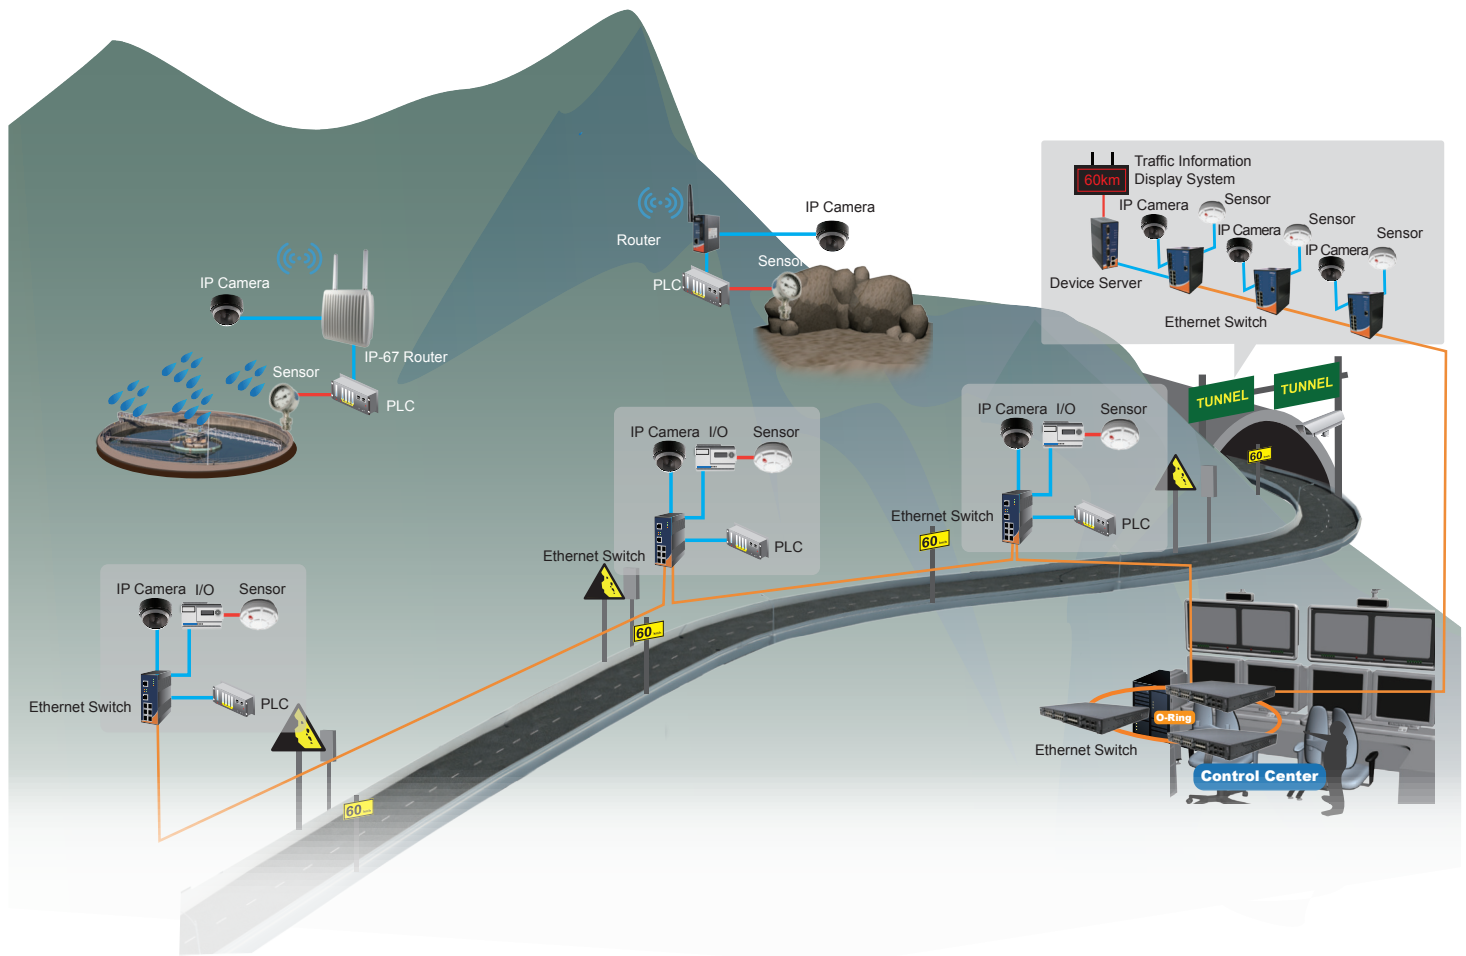 Traffic Information
Display System
60km
IP Camera
Sensor
IP Camera
Sensor
IP Camera
Sensor
Device Server
Ethernet Switch
IP Camera
Router
Sensor
PLC
IP Camera
IP-67 Router
Sensor
PLC
TUNNEL
TUNNEL
IP Camera
I/O
Sensor
Ethernet Switch
PLC
60
IP Camera
I/O
Sensor
Ethernet Switch
PLC
60
60
IP Camera
I/O
Sensor
Ethernet Switch
PLC
60
O-Ring
Ethernet Switch
Control Center